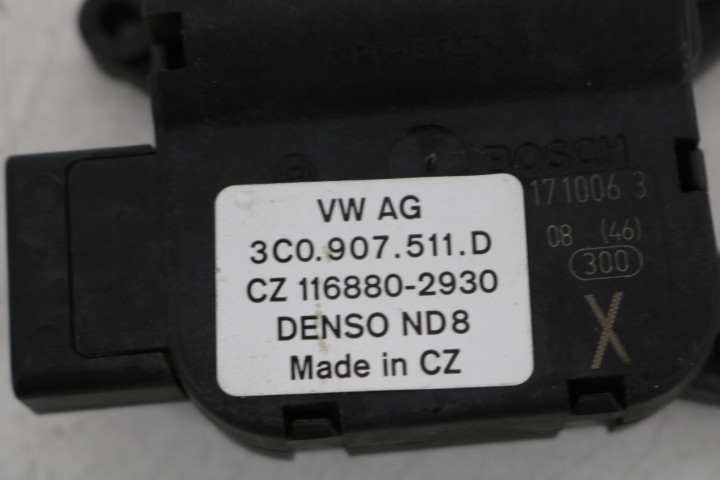 BOSCH
171006 3
08 (46)
300
X
VW AG
3C0.907.511.D
CZ 116880-2930
DENSO ND8
Made in CZ